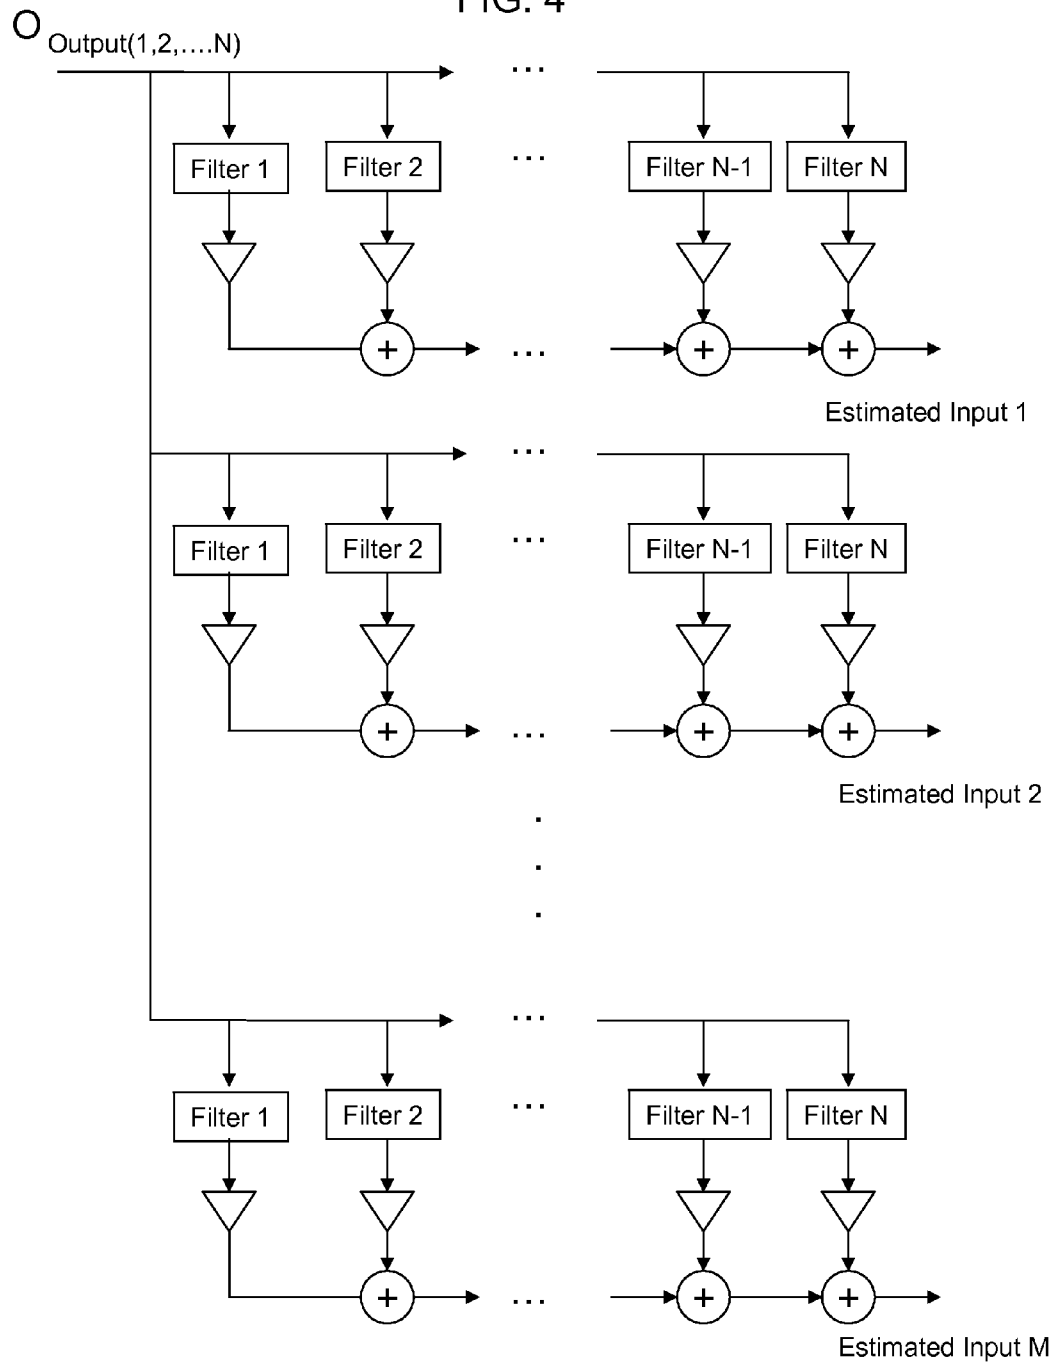 FIG. 4
O Output(1,2,....N)
...
Filter 1 Filter 2 ... Filter N-1 Filter N
+ ... + +
Estimated Input 1
...
Filter 1 Filter 2 ... Filter N-1 Filter N
+ ... + +
Estimated Input 2
.
.
.
...
Filter 1 Filter 2 ... Filter N-1 Filter N
+ ... + +
Estimated Input M